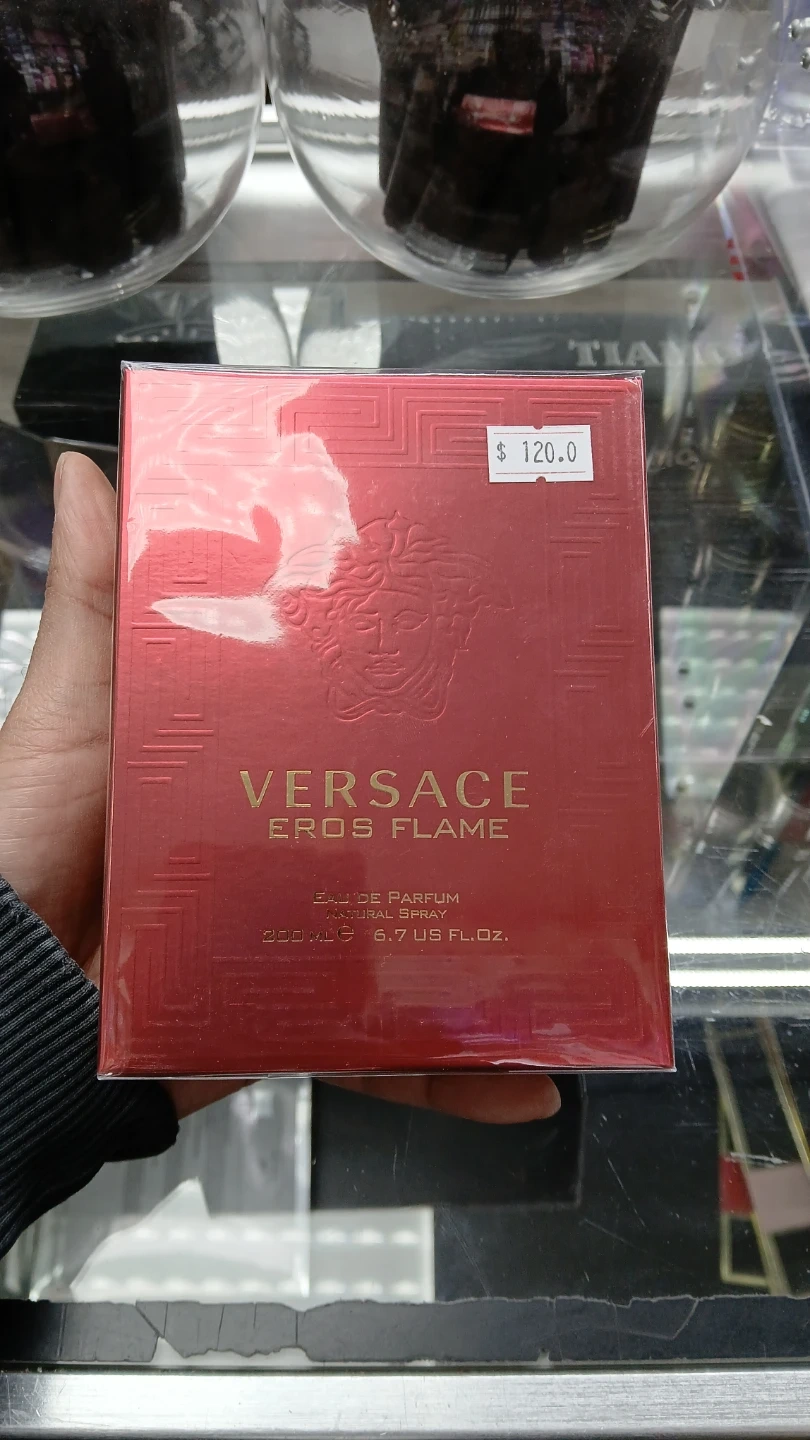 $ 120.0
VERSACE
EROS FLAME
EAU DE PARFUM
NATURAL SPRAY
200 ML e 6.7 US FL.OZ.